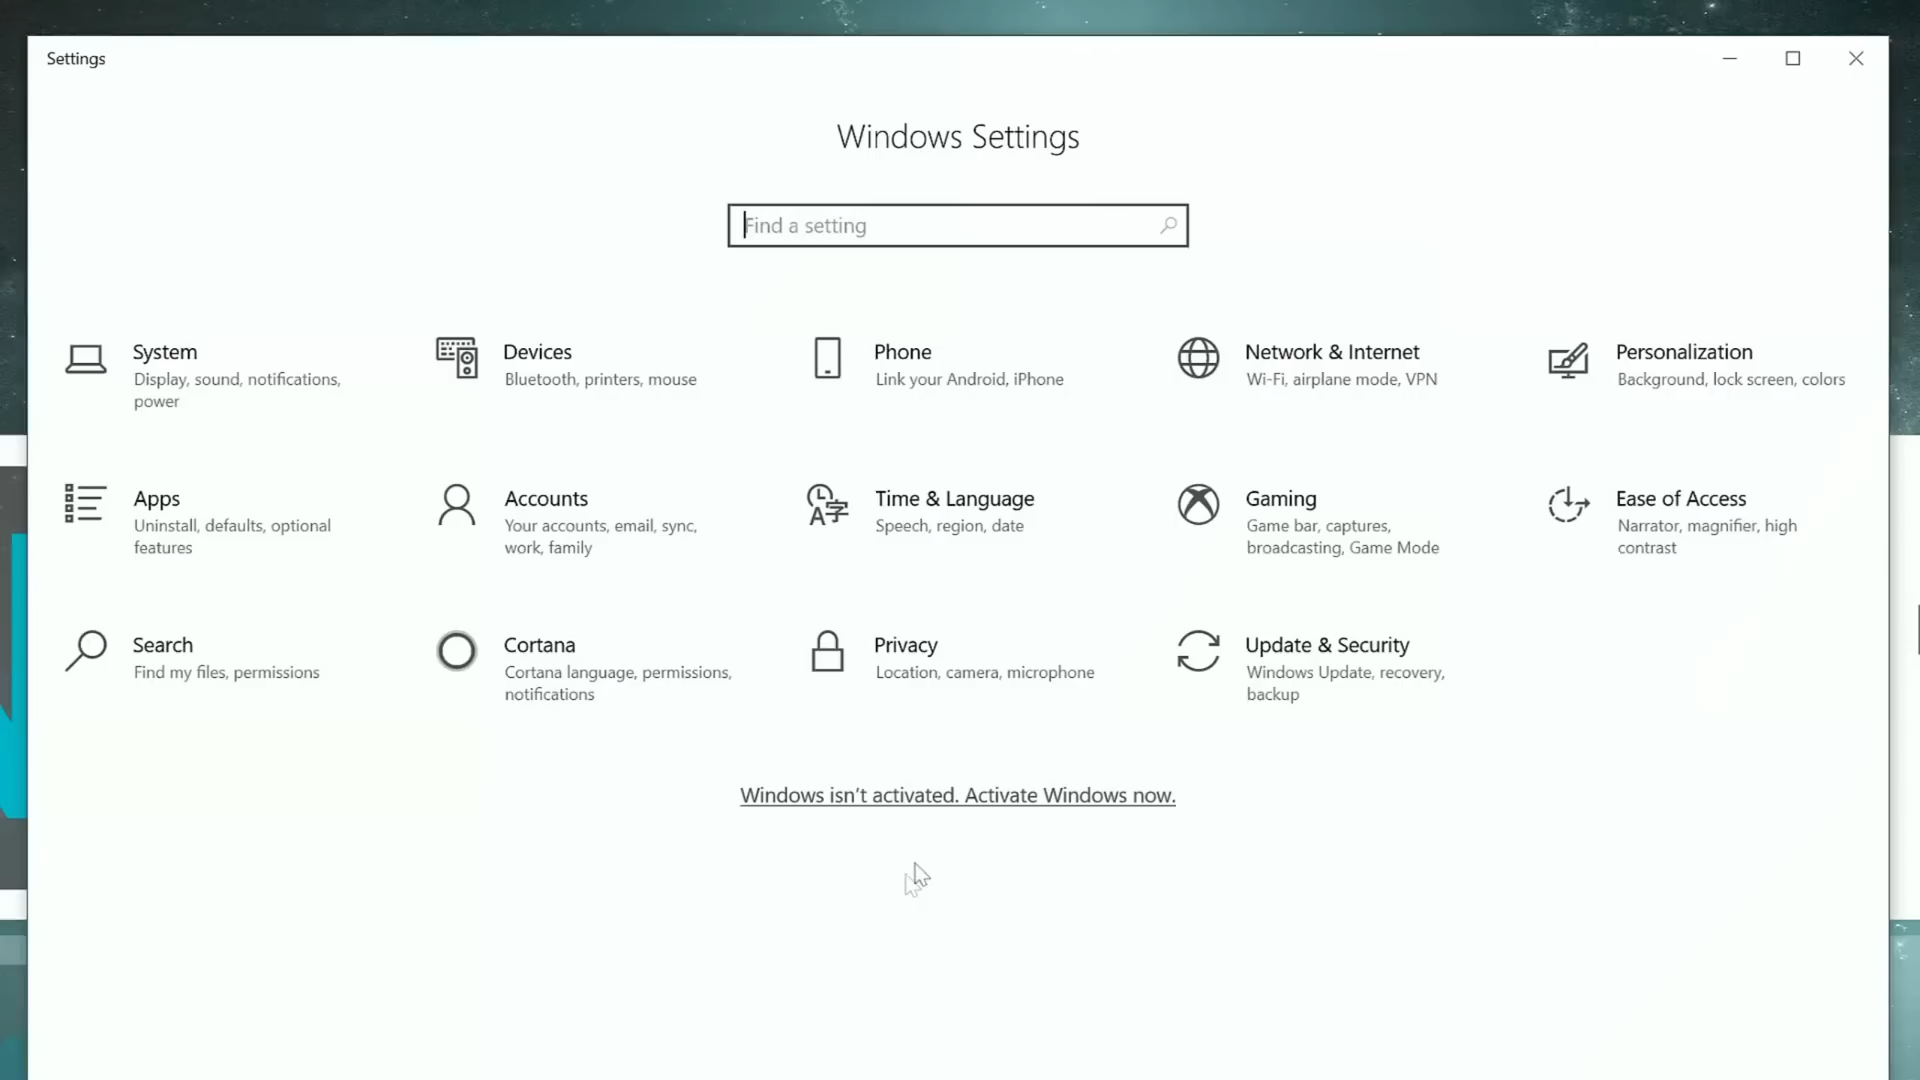 Settings
Windows Settings
Find a setting
System
Display, sound, notifications,
power
Devices
Bluetooth, printers, mouse
Phone
Link your Android, iPhone
Network & Internet
Wi-Fi, airplane mode, VPN
Personalization
Background, lock screen, colors
Apps
Uninstall, defaults, optional
features
Accounts
Your accounts, email, sync,
work, family
Time & Language
Speech, region, date
Gaming
Game bar, captures,
broadcasting, Game Mode
Ease of Access
Narrator, magnifier, high
contrast
Search
Find my files, permissions
Cortana
Cortana language, permissions,
notifications
Privacy
Location, camera, microphone
Update & Security
Windows Update, recovery,
backup
Windows isn't activated. Activate Windows now.